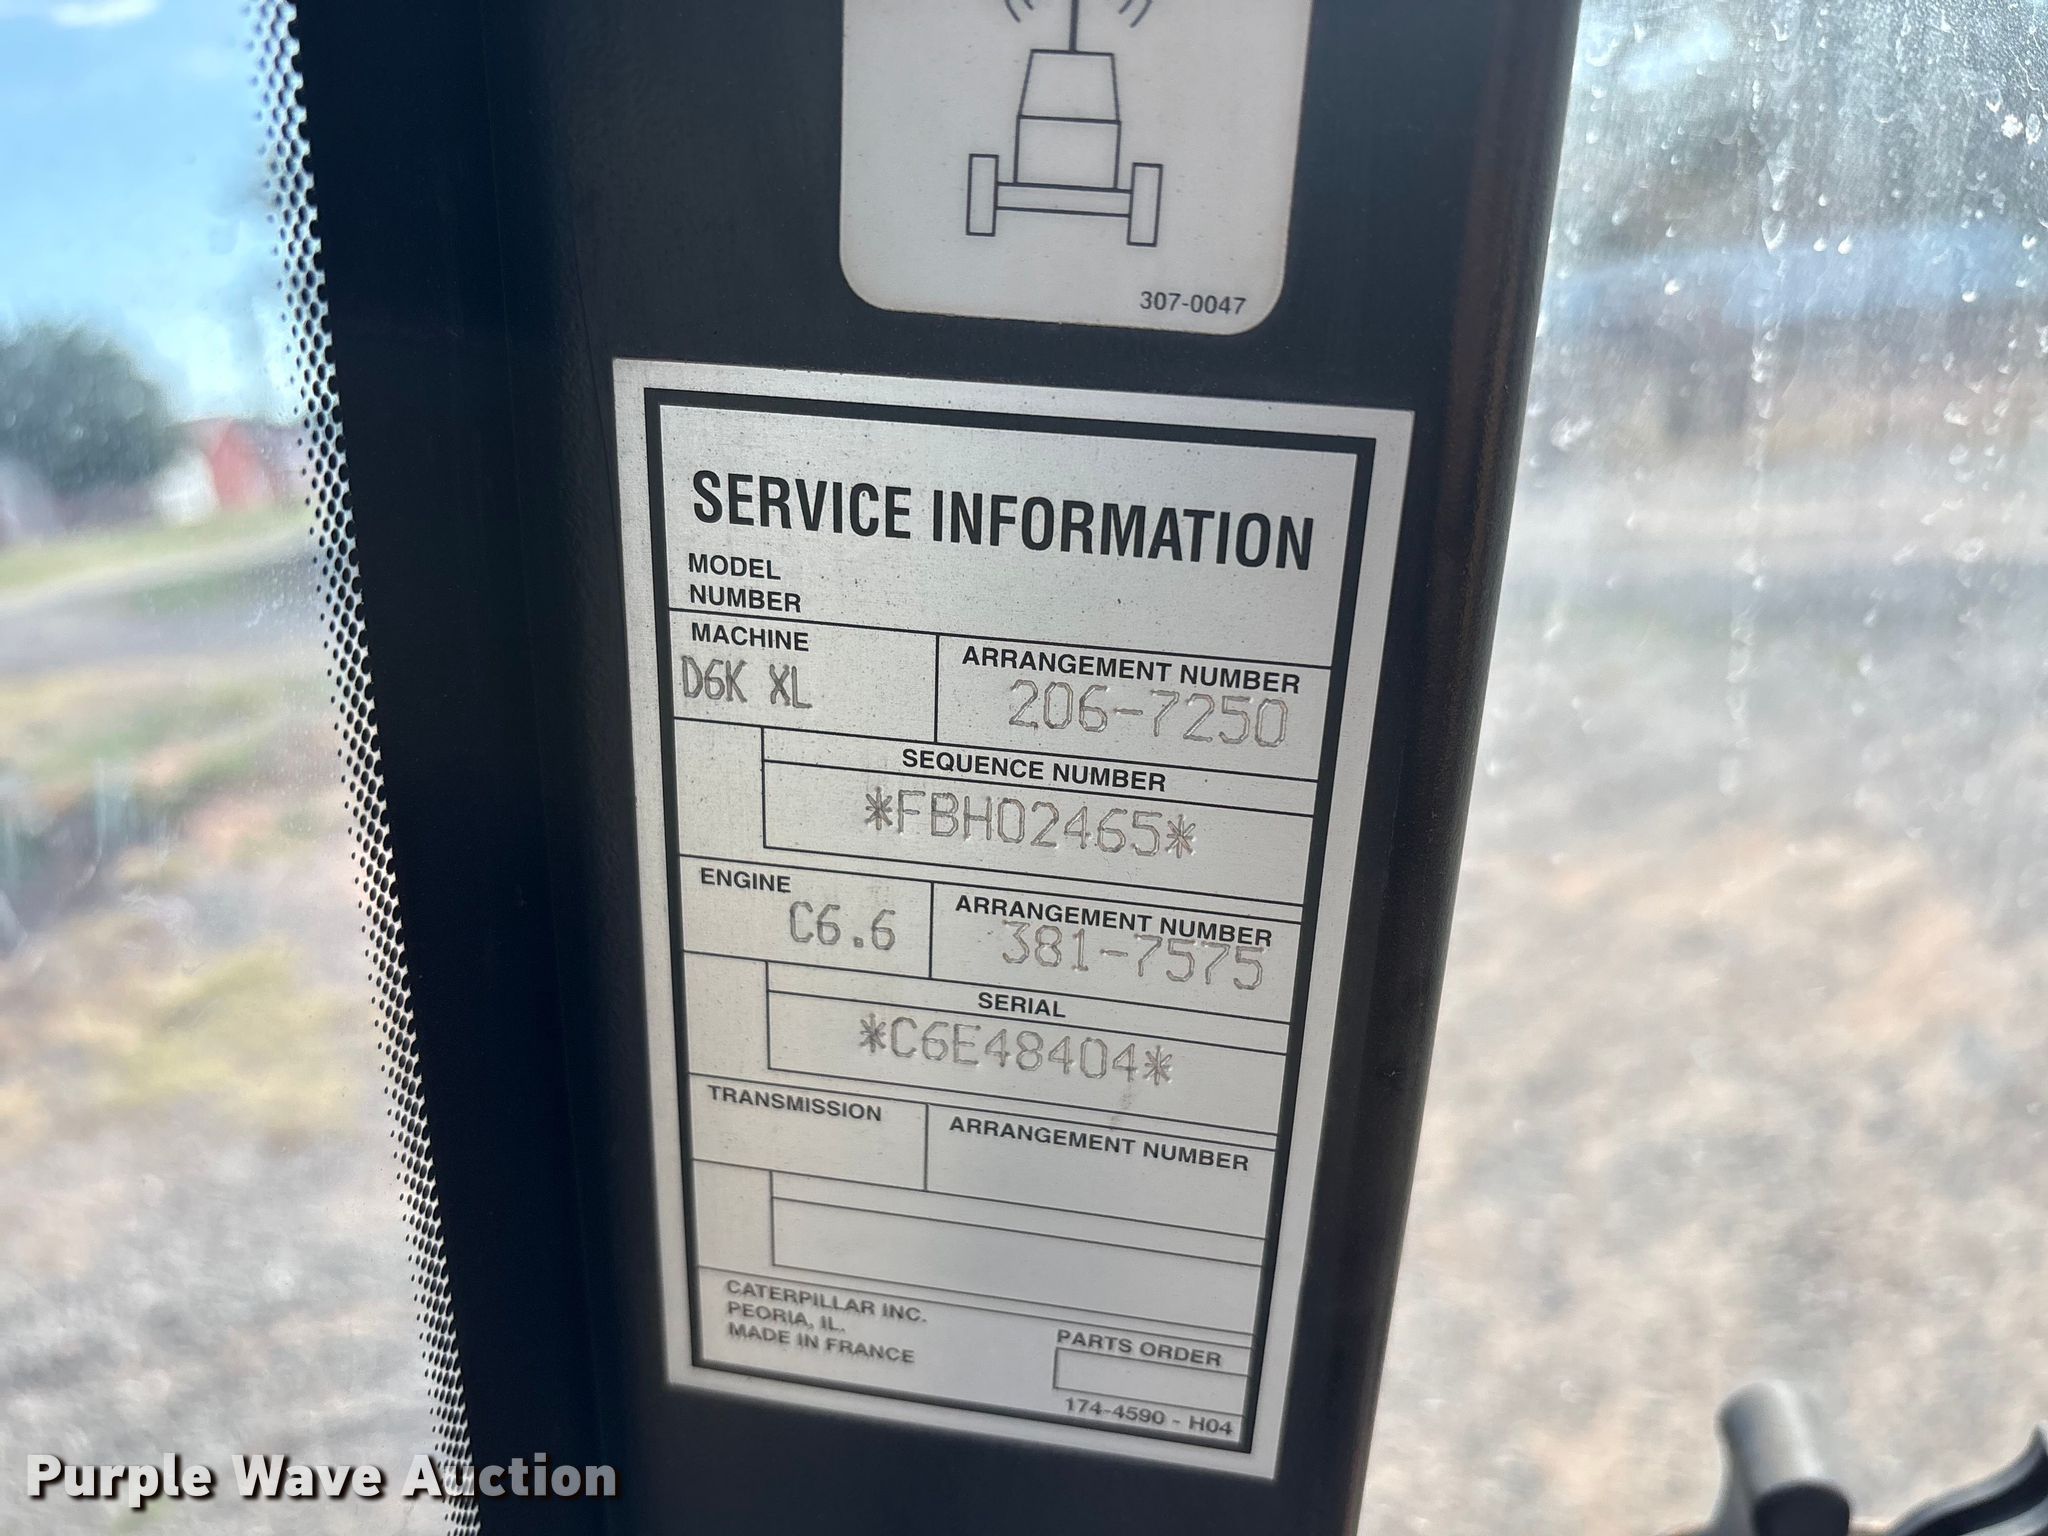 307-0047
SERVICE INFORMATION
MODEL
NUMBER
MACHINE
D6K XL
ARRANGEMENT NUMBER
206-7250
SEQUENCE NUMBER
*FBH02465*
ENGINE
C6.6
ARRANGEMENT NUMBER
381-7575
SERIAL
*C6E48404*
TRANSMISSION
ARRANGEMENT NUMBER
CATERPILLAR INC.
PEORIA, IL.
MADE IN FRANCE
PARTS ORDER
174-4590 - H04
Purple Wave Auction